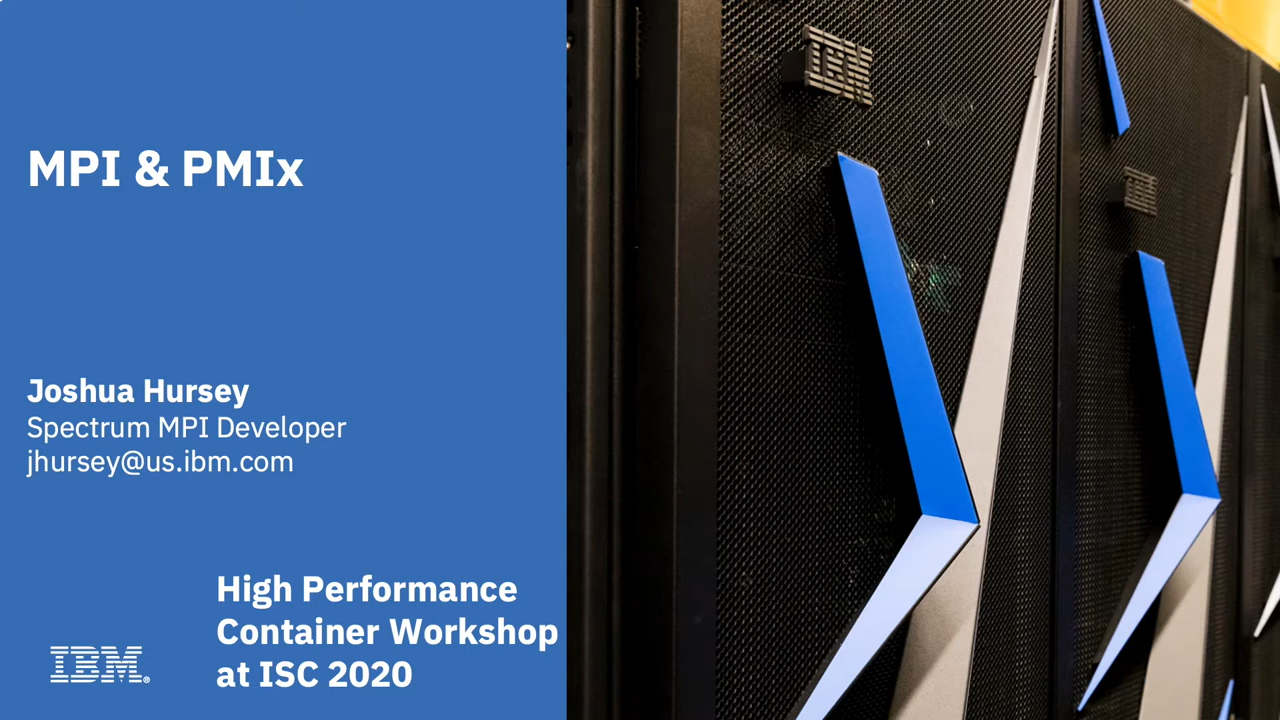 MPI & PMIx
Joshua Hursey
Spectrum MPI Developer
jhursey@us.ibm.com
High Performance
Container Workshop
at ISC 2020
IBM®
IBM
IBM